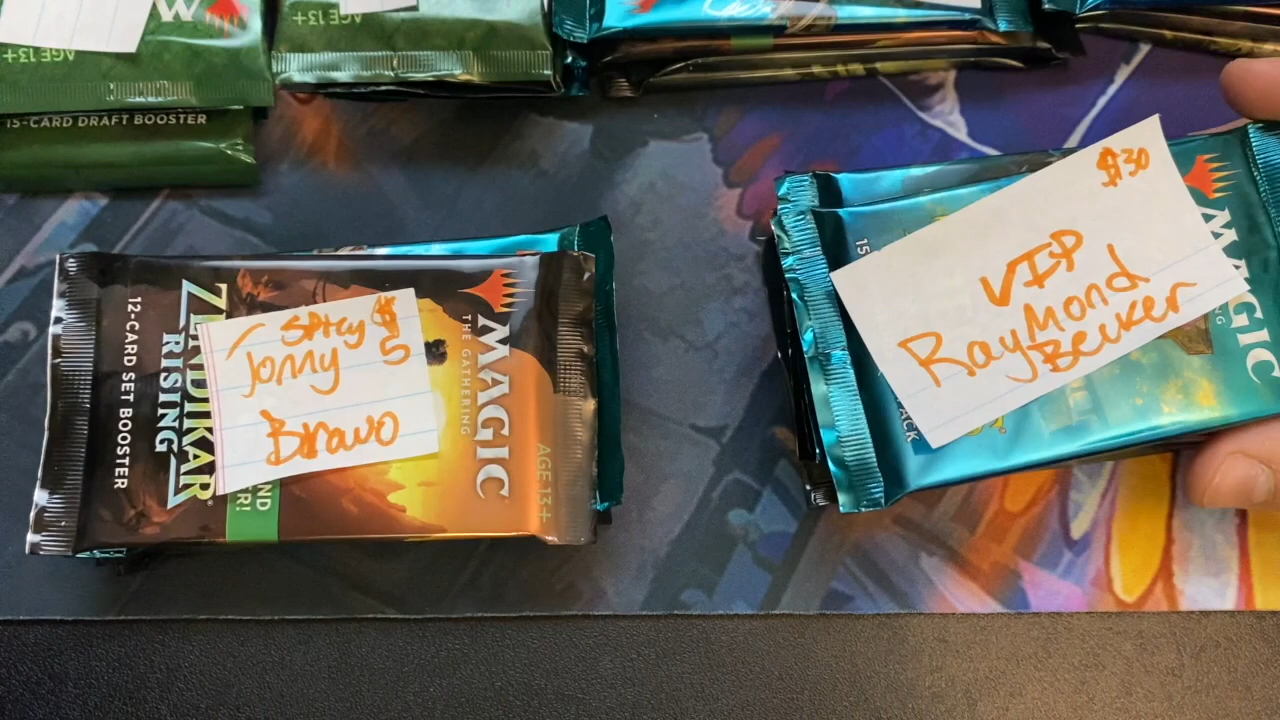 AGE 13+
W
AGE 13+
15-CARD DRAFT BOOSTER
MAGIC
THE GATHERING
AGE 13+
ZENDIKAR
RISING
®
12-CARD SET BOOSTER
Spicy $5
Jonny
Bravo
MAGIC
$30
VIP
Raymond
Becker